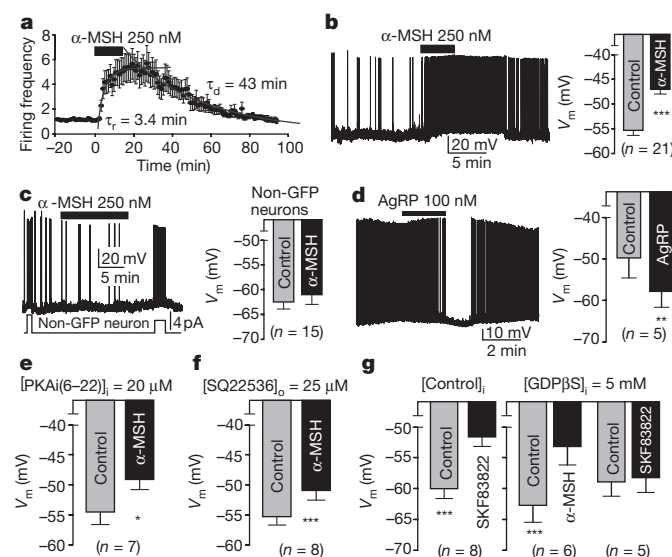 a
α-MSH 250 nM
Firing frequency
8
6
4
2
0
τd = 43 min
τr = 3.4 min
–20 0 20 40 60 80 100
Time (min)
b
α-MSH 250 nM
20 mV
5 min
Vm (mV)
–40
–45
–50
–55
–60
Control
α-MSH
***
(n = 21)
c
α-MSH 250 nM
20 mV
5 min
Non-GFP neuron
4 pA
Non-GFP
neurons
Vm (mV)
–50
–55
–60
–65
–70
Control
α-MSH
(n = 15)
d
AgRP 100 nM
10 mV
2 min
Vm (mV)
–40
–50
–60
–70
Control
AgRP
**
(n = 5)
e
[PKAi(6–22)]i = 20 μM
Vm (mV)
–40
–45
–50
–55
–60
Control
α-MSH
*
(n = 7)
f
[SQ22536]o = 25 μM
–40
–45
–50
–55
–60
Control
α-MSH
***
(n = 8)
g
[Control]i
[GDPβS]i = 5 mM
Vm (mV)
–50
–55
–60
–65
–70
Control
***
SKF83822
(n = 8)
Control
***
α-MSH
(n = 6)
Control
SKF83822
(n = 5)